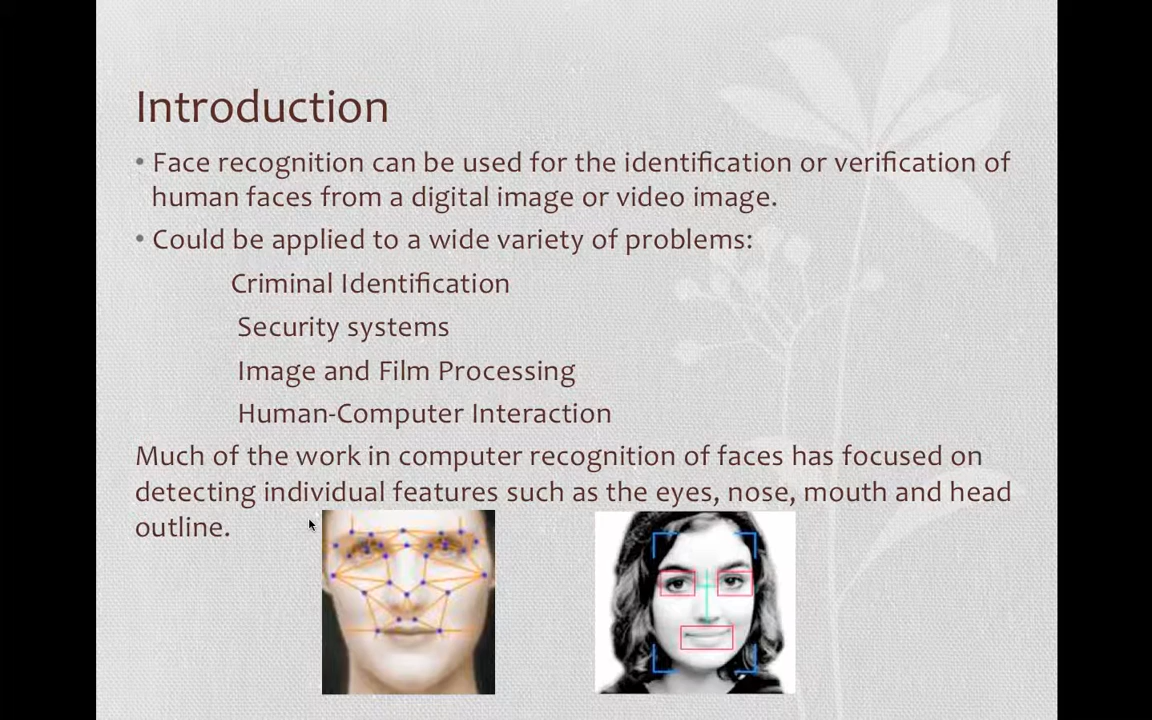 Introduction
• Face recognition can be used for the identification or verification of
human faces from a digital image or video image.
• Could be applied to a wide variety of problems:
Criminal Identification
Security systems
Image and Film Processing
Human-Computer Interaction
Much of the work in computer recognition of faces has focused on
detecting individual features such as the eyes, nose, mouth and head
outline.